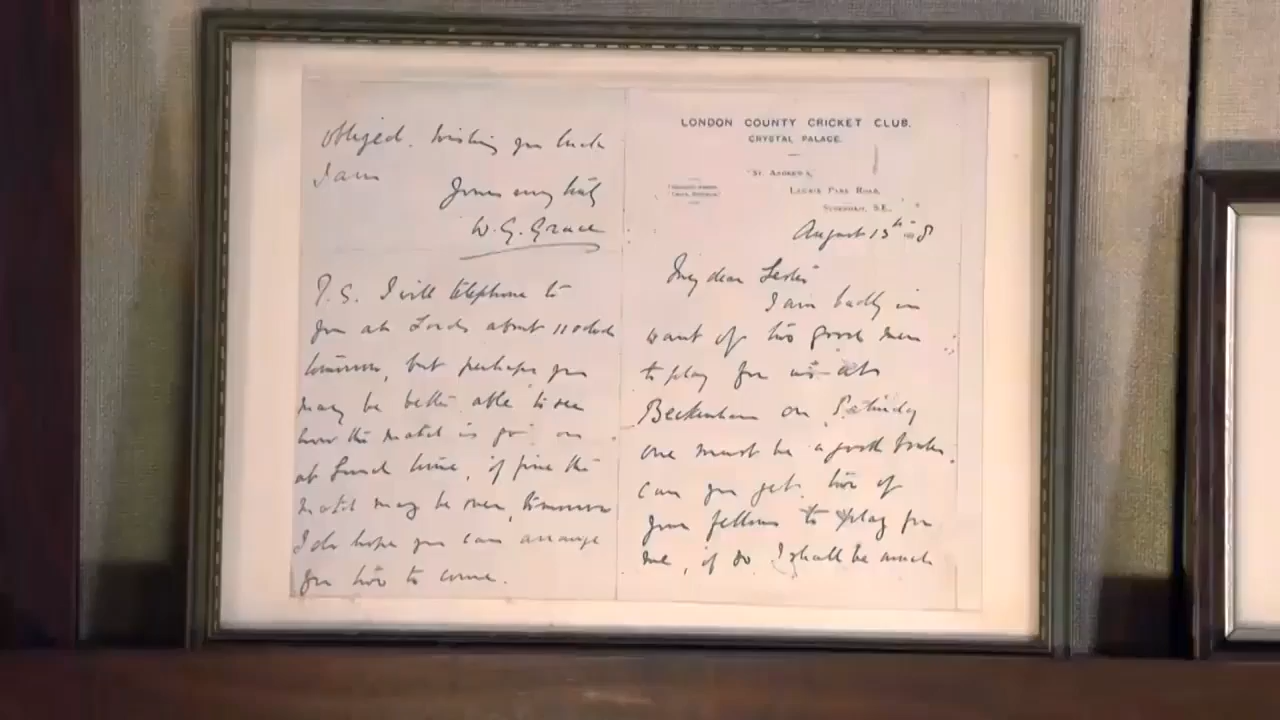 LONDON COUNTY CRICKET CLUB.
CRYSTAL PALACE.
"ST. ANDREW'S,"
LAWRIE PARK ROAD,
SYDENHAM, S.E.
August 13th
My dear Leslie
I am badly in
want of two good men
to play for us at
Beckenham on Saturday
one must be a good
can you get two of
your fellows to play for
me, if so I shall be much
obliged. Wishing you luck
I am
Yours very truly
W. G. Grace
P.S. I will telephone to
you at Lords about 11 oclock
tomorrow, but perhaps you
may be better able to see
how the match is on
at Lunch time, if fine the
match may be over, tomorrow
I do hope you can arrange
for two to come.